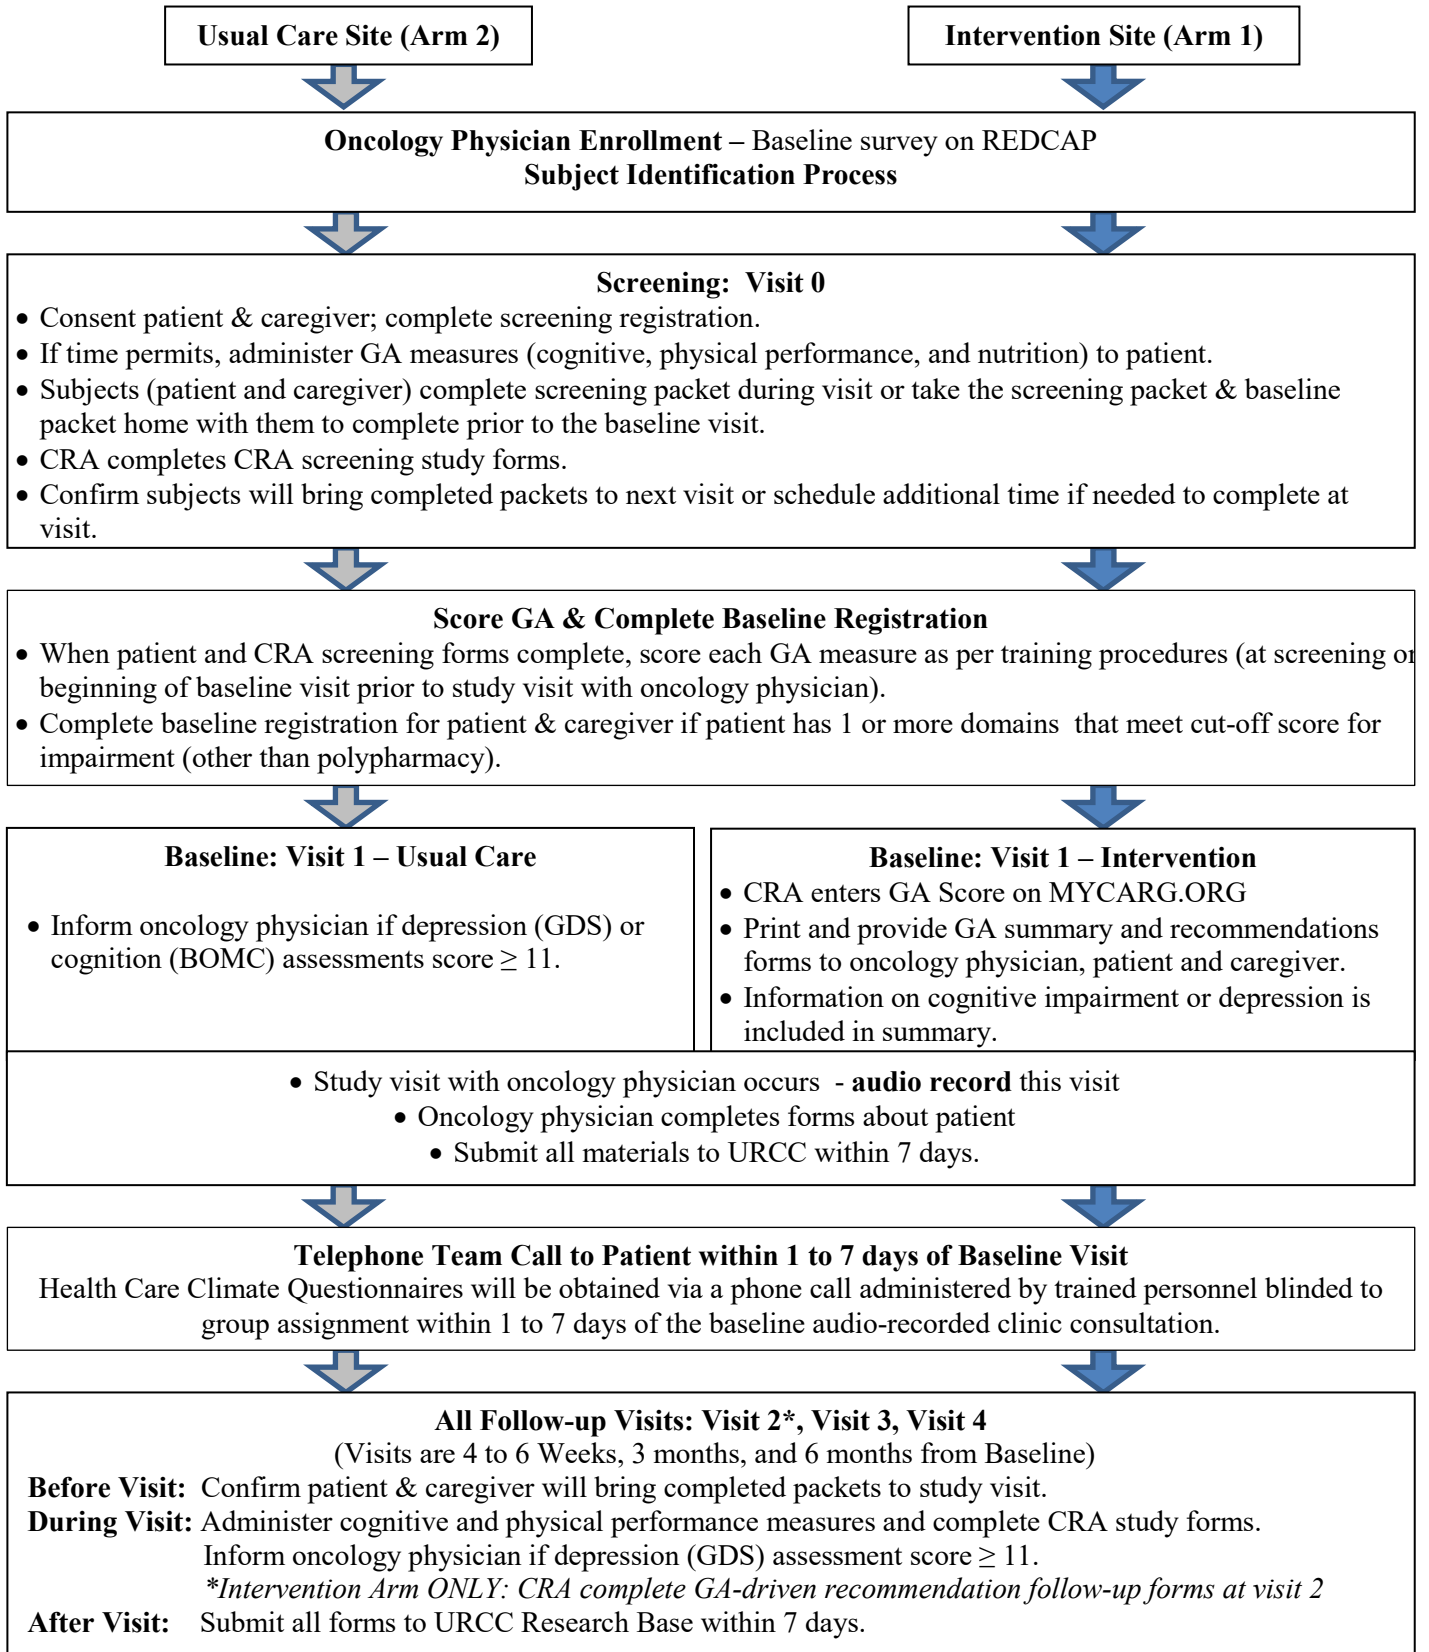 Usual Care Site (Arm 2)
Intervention Site (Arm 1)
Oncology Physician Enrollment – Baseline survey on REDCAP
Subject Identification Process
Screening: Visit 0
• Consent patient & caregiver; complete screening registration.
• If time permits, administer GA measures (cognitive, physical performance, and nutrition) to patient.
• Subjects (patient and caregiver) complete screening packet during visit or take the screening packet & baseline
packet home with them to complete prior to the baseline visit.
• CRA completes CRA screening study forms.
• Confirm subjects will bring completed packets to next visit or schedule additional time if needed to complete at
visit.
Score GA & Complete Baseline Registration
• When patient and CRA screening forms complete, score each GA measure as per training procedures (at screening or
beginning of baseline visit prior to study visit with oncology physician).
• Complete baseline registration for patient & caregiver if patient has 1 or more domains that meet cut-off score for
impairment (other than polypharmacy).
Baseline: Visit 1 – Usual Care
• Inform oncology physician if depression (GDS) or
cognition (BOMC) assessments score ≥ 11.
Baseline: Visit 1 – Intervention
• CRA enters GA Score on MYCARG.ORG
• Print and provide GA summary and recommendations
forms to oncology physician, patient and caregiver.
• Information on cognitive impairment or depression is
included in summary.
• Study visit with oncology physician occurs - audio record this visit
• Oncology physician completes forms about patient
• Submit all materials to URCC within 7 days.
Telephone Team Call to Patient within 1 to 7 days of Baseline Visit
Health Care Climate Questionnaires will be obtained via a phone call administered by trained personnel blinded to
group assignment within 1 to 7 days of the baseline audio-recorded clinic consultation.
All Follow-up Visits: Visit 2*, Visit 3, Visit 4
(Visits are 4 to 6 Weeks, 3 months, and 6 months from Baseline)
Before Visit: Confirm patient & caregiver will bring completed packets to study visit.
During Visit: Administer cognitive and physical performance measures and complete CRA study forms.
Inform oncology physician if depression (GDS) assessment score ≥ 11.
*Intervention Arm ONLY: CRA complete GA-driven recommendation follow-up forms at visit 2
After Visit: Submit all forms to URCC Research Base within 7 days.